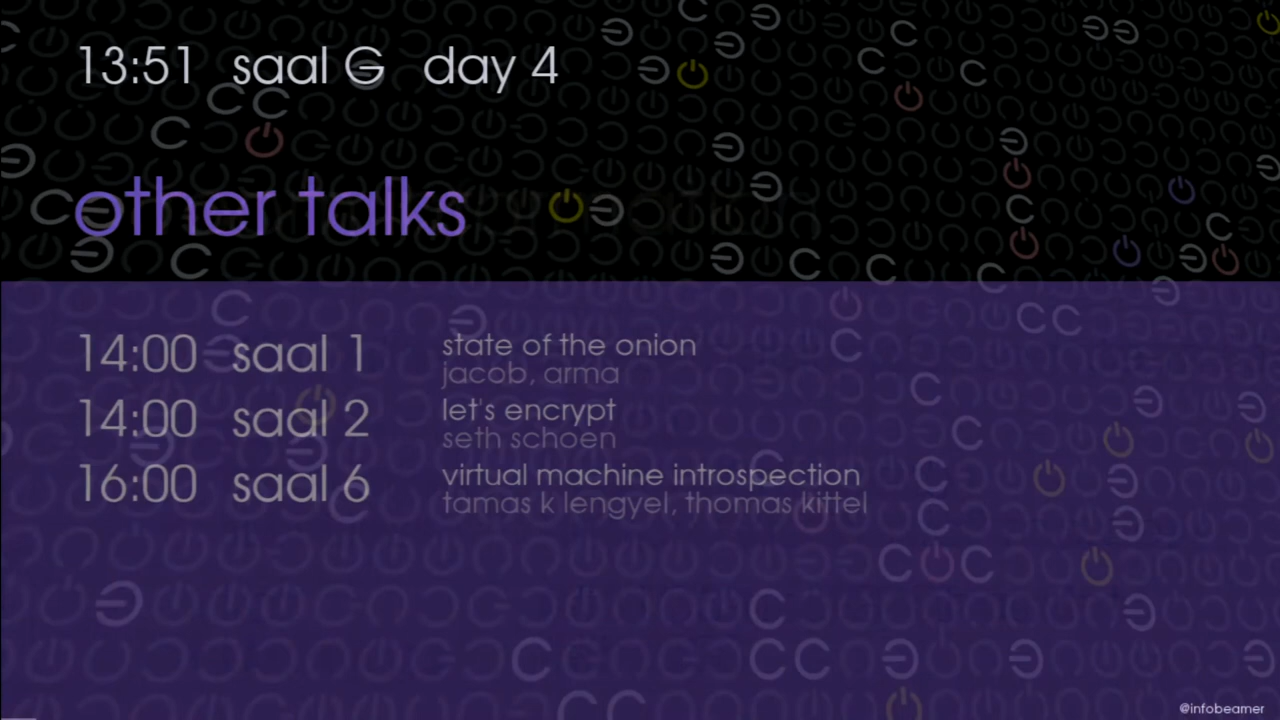 13:51 saal G day 4
other talks
14:00 saal 1 state of the onion
jacob, arma
14:00 saal 2 let's encrypt
seth schoen
16:00 saal 6 virtual machine introspection
tamas k lengyel, thomas kittel
@infobeamer